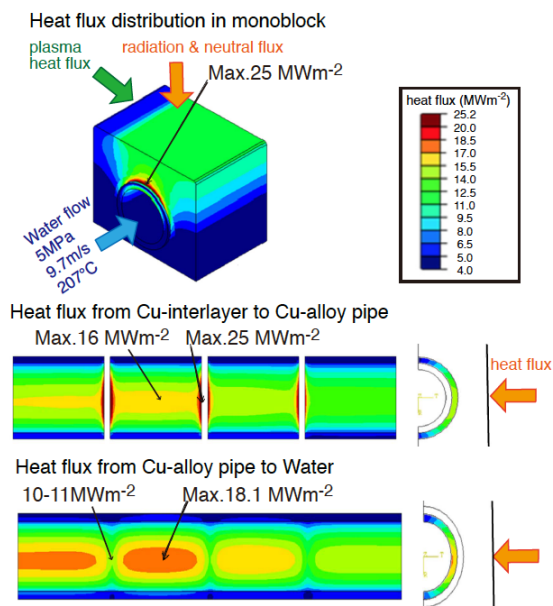 Heat flux distribution in monoblock
plasma
heat flux
radiation & neutral flux
Max.25 MWm-2
heat flux (MWm-2)
25.2
20.0
18.5
17.0
15.5
14.0
12.5
11.0
9.5
8.0
6.5
5.0
4.0
Water flow
5MPa
9.7m/s
207°C
Heat flux from Cu-interlayer to Cu-alloy pipe
Max.16 MWm-2
Max.25 MWm-2
heat flux
Heat flux from Cu-alloy pipe to Water
10-11MWm-2
Max.18.1 MWm-2